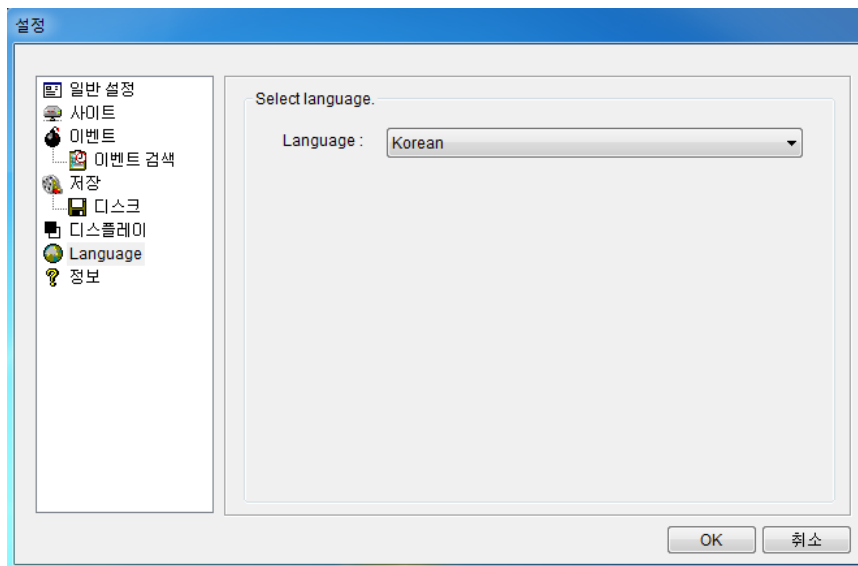 설정
일반 설정
사이트
이벤트
이벤트 검색
저장
디스크
디스플레이
Language
정보
Select language.
Language :
Korean
OK
취소